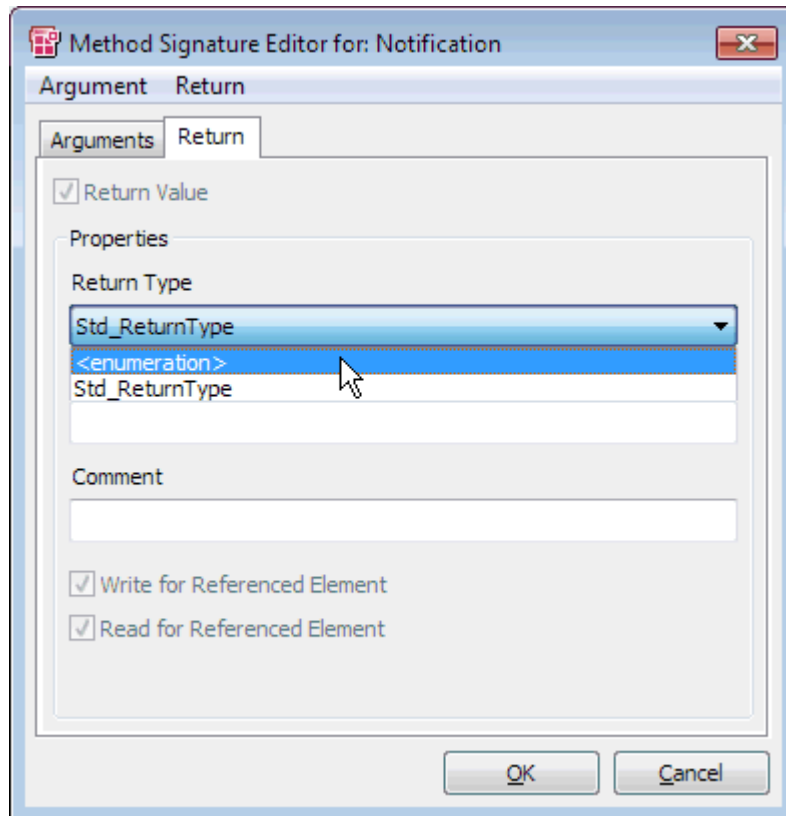 Method Signature Editor for: Notification
Argument Return
Arguments Return
Return Value
Properties
Return Type
Std_ReturnType
<enumeration>
Std_ReturnType
Comment
Write for Referenced Element
Read for Referenced Element
OK Cancel